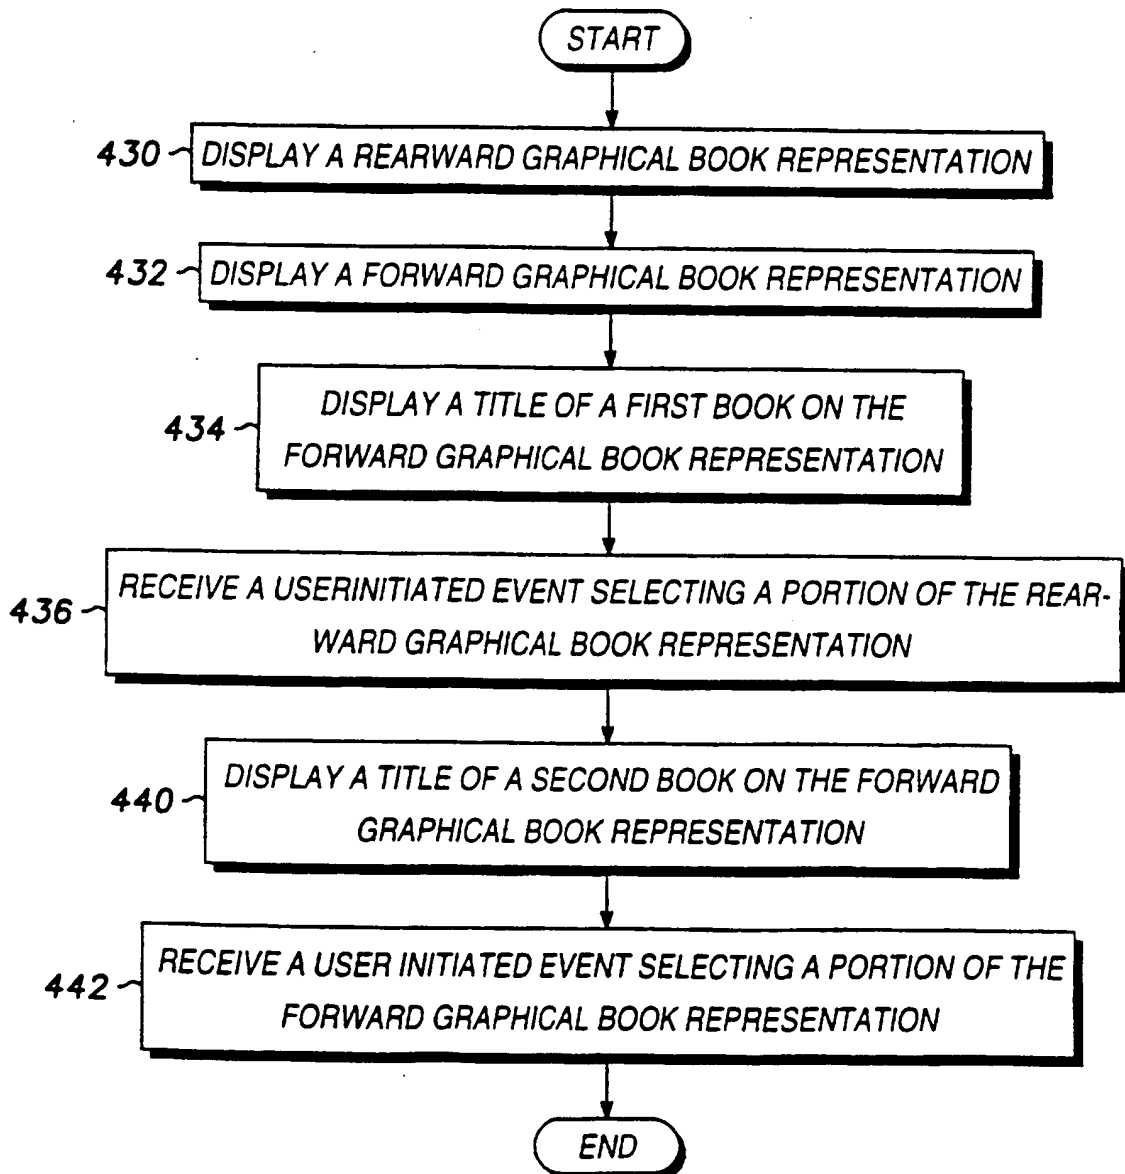 START
430 DISPLAY A REARWARD GRAPHICAL BOOK REPRESENTATION
432 DISPLAY A FORWARD GRAPHICAL BOOK REPRESENTATION
DISPLAY A TITLE OF A FIRST BOOK ON THE
434
FORWARD GRAPHICAL BOOK REPRESENTATION
RECEIVE A USERINITIATED EVENT SELECTING A PORTION OF THE REAR-
436
WARD GRAPHICAL BOOK REPRESENTATION
DISPLAY A TITLE OF A SECOND BOOK ON THE FORWARD
440
GRAPHICAL BOOK REPRESENTATION
RECEIVE A USER INITIATED EVENT SELECTING A PORTION OF THE
442
FORWARD GRAPHICAL BOOK REPRESENTATION
END